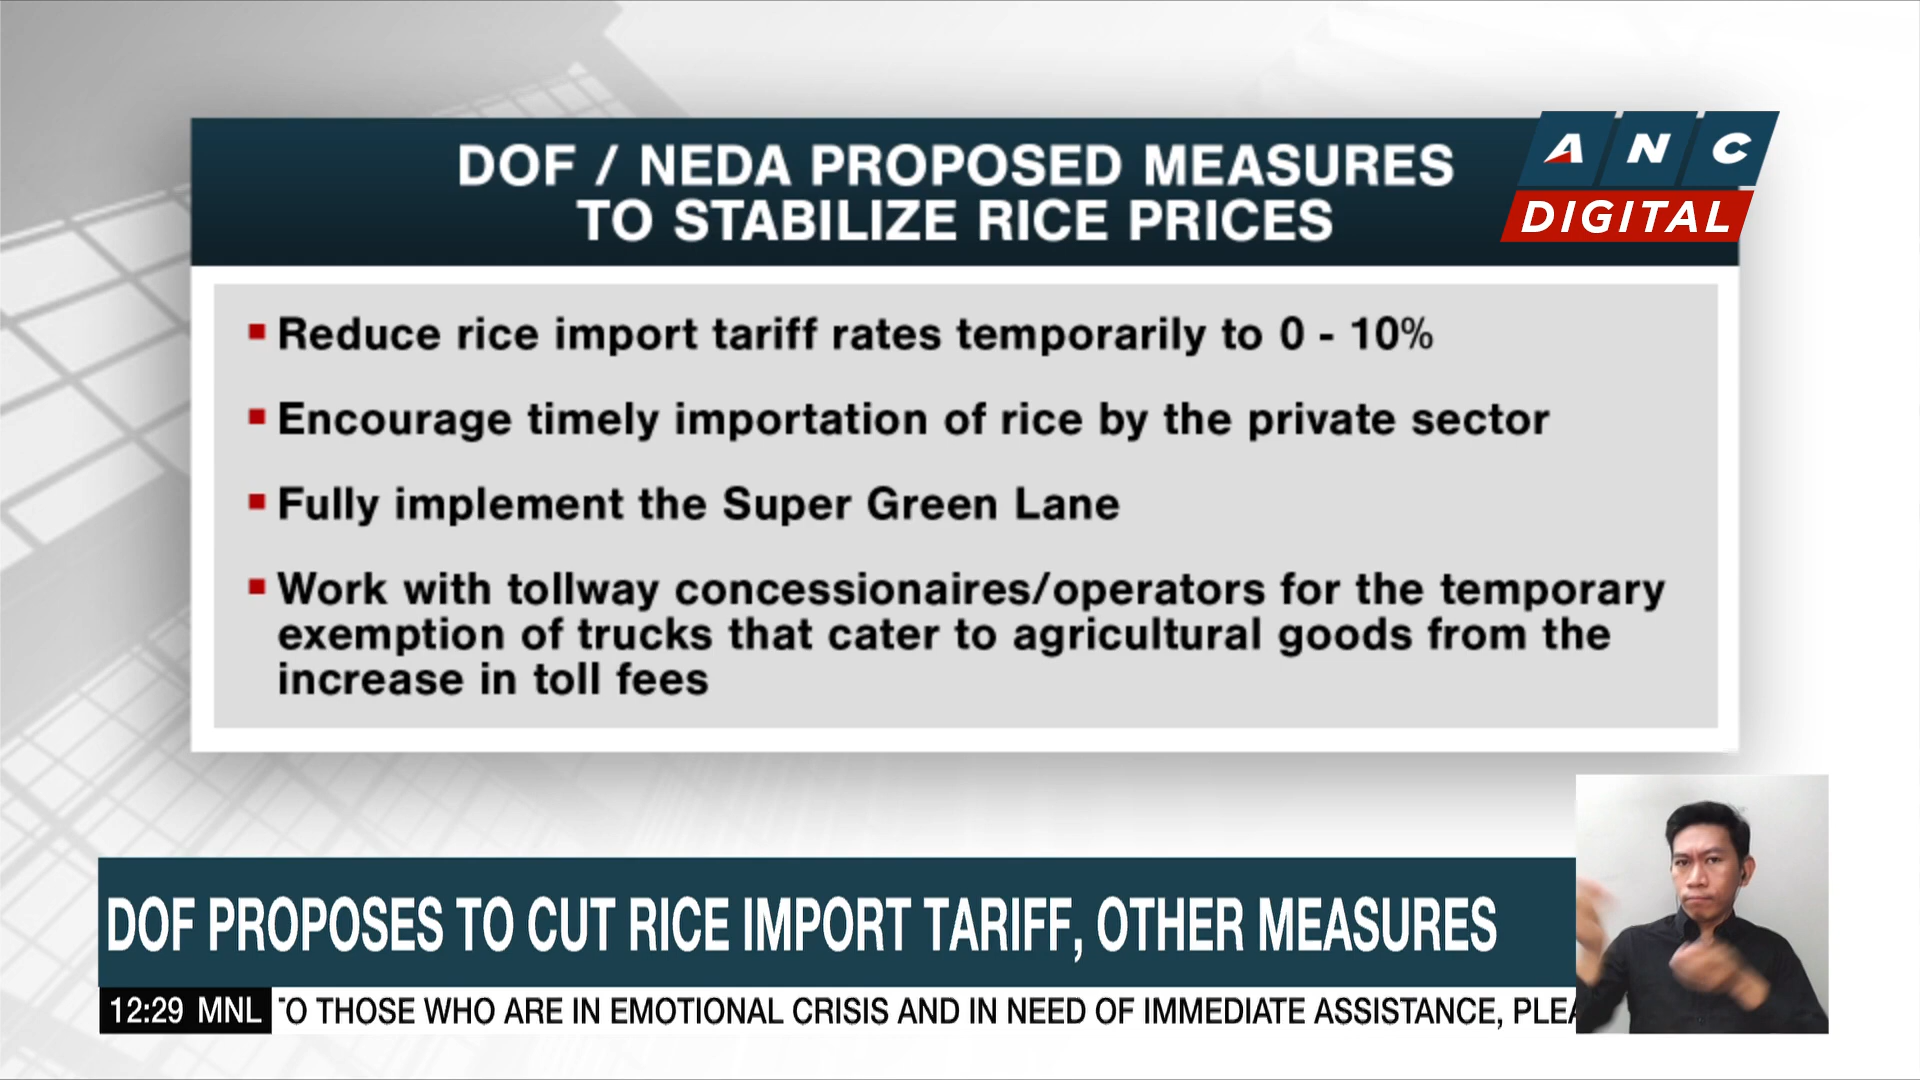 DOF / NEDA PROPOSED MEASURES
TO STABILIZE RICE PRICES
ANC
DIGITAL
Reduce rice import tariff rates temporarily to 0 - 10%
Encourage timely importation of rice by the private sector
Fully implement the Super Green Lane
Work with tollway concessionaires/operators for the temporary
exemption of trucks that cater to agricultural goods from the
increase in toll fees
DOF PROPOSES TO CUT RICE IMPORT TARIFF, OTHER MEASURES
12:29 MNL TO THOSE WHO ARE IN EMOTIONAL CRISIS AND IN NEED OF IMMEDIATE ASSISTANCE, PLEA